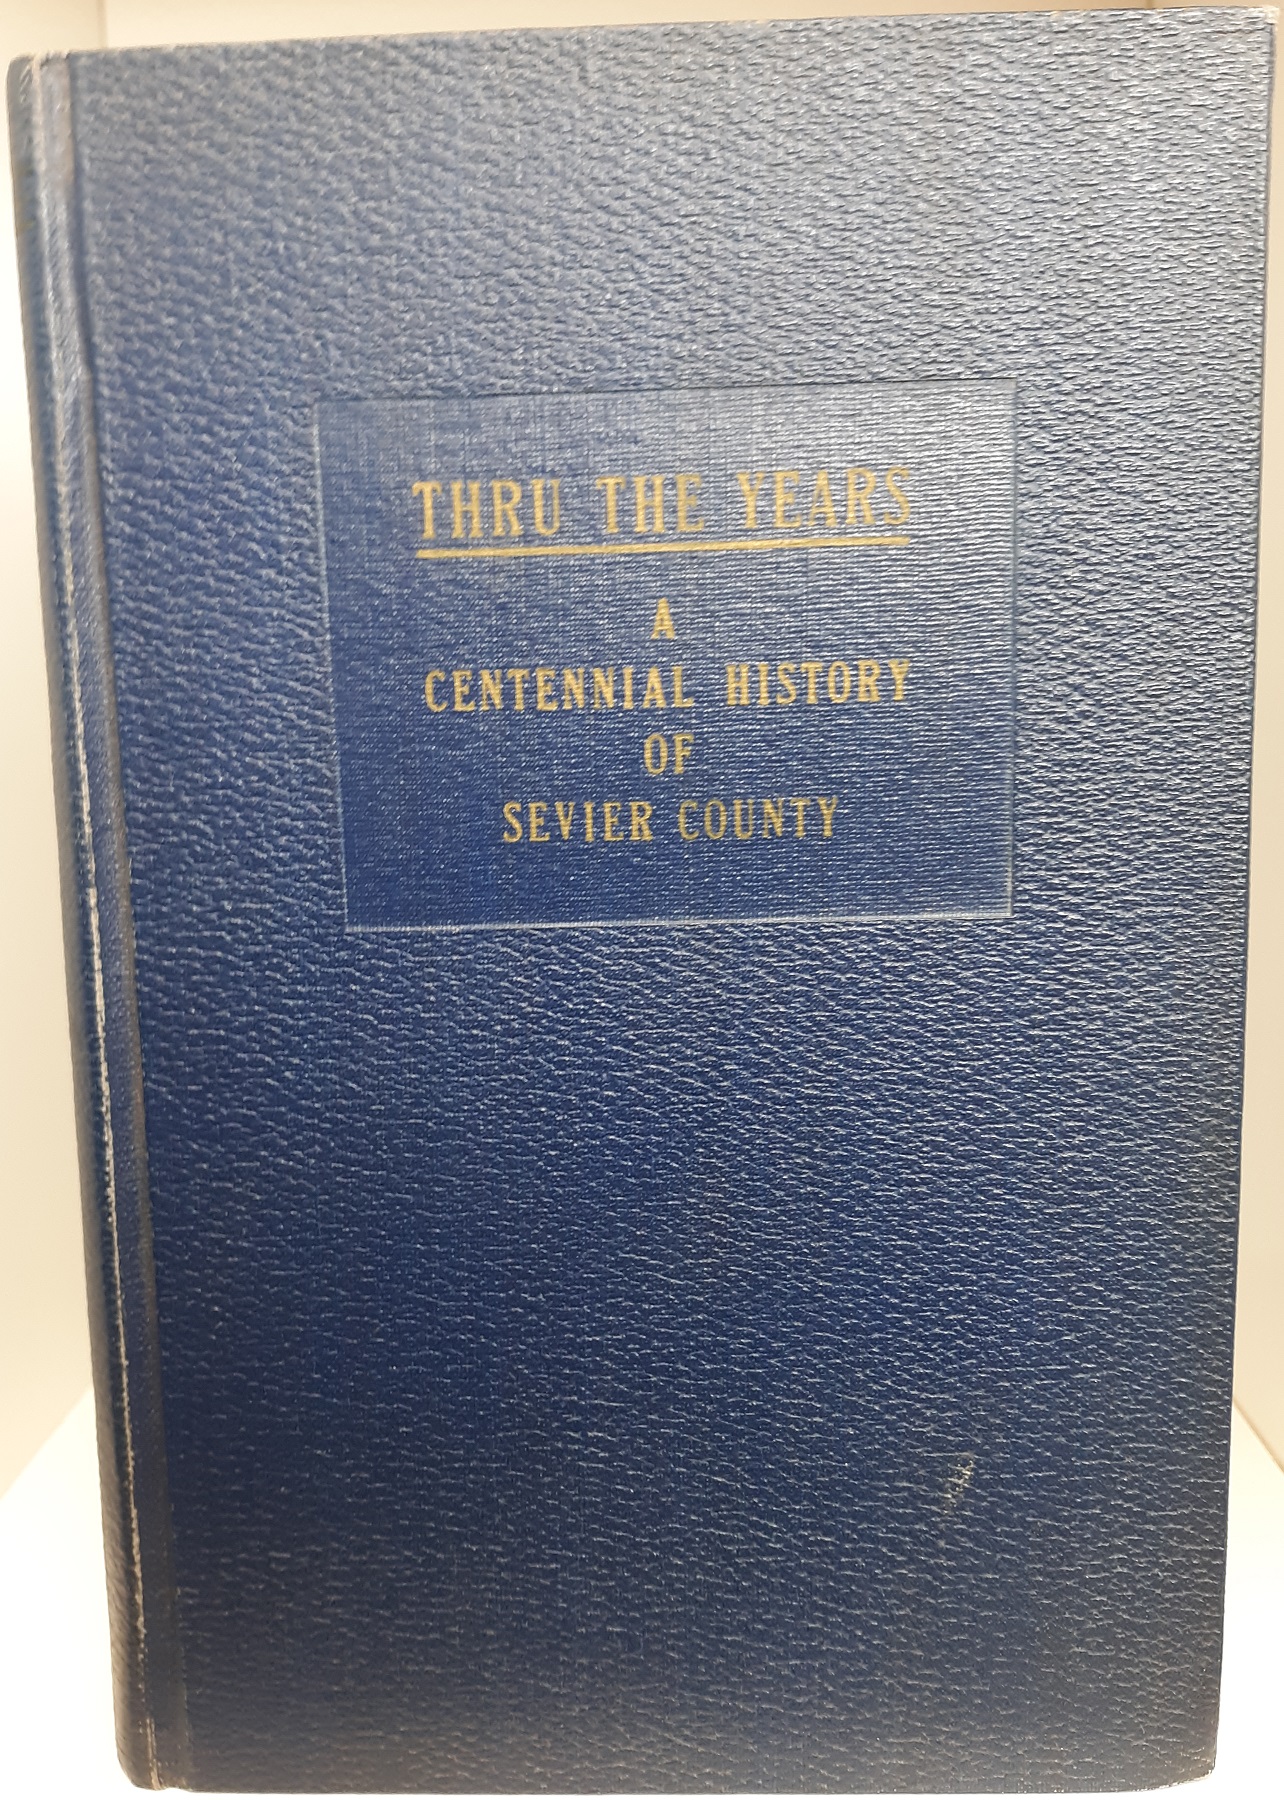 THRU THE YEARS
A
CENTENNIAL HISTORY
OF
SEVIER COUNTY